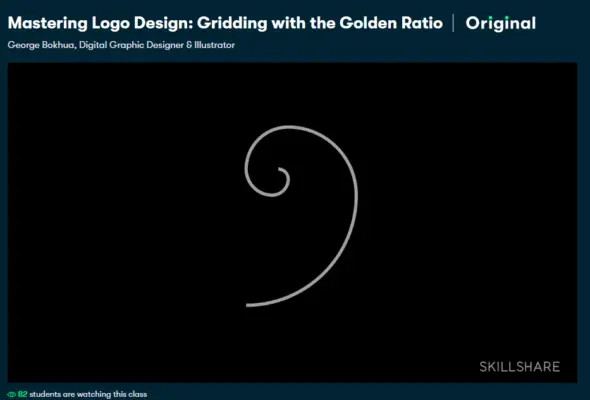 Mastering Logo Design: Gridding with the Golden Ratio | Original
George Bokhua, Digital Graphic Designer & Illustrator
SKILLSHARE
82 students are watching this class